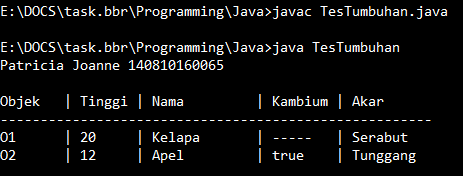 E:\DOCS\task.bbr\Programming\Java>javac TesTumbuhan.java
E:\DOCS\task.bbr\Programming\Java>java TesTumbuhan
Patricia Joanne 140810160065
Objek | Tinggi | Nama | Kambium | Akar
------------------------------------------------------
O1 | 20 | Kelapa | ----- | Serabut
O2 | 12 | Apel | true | Tunggang